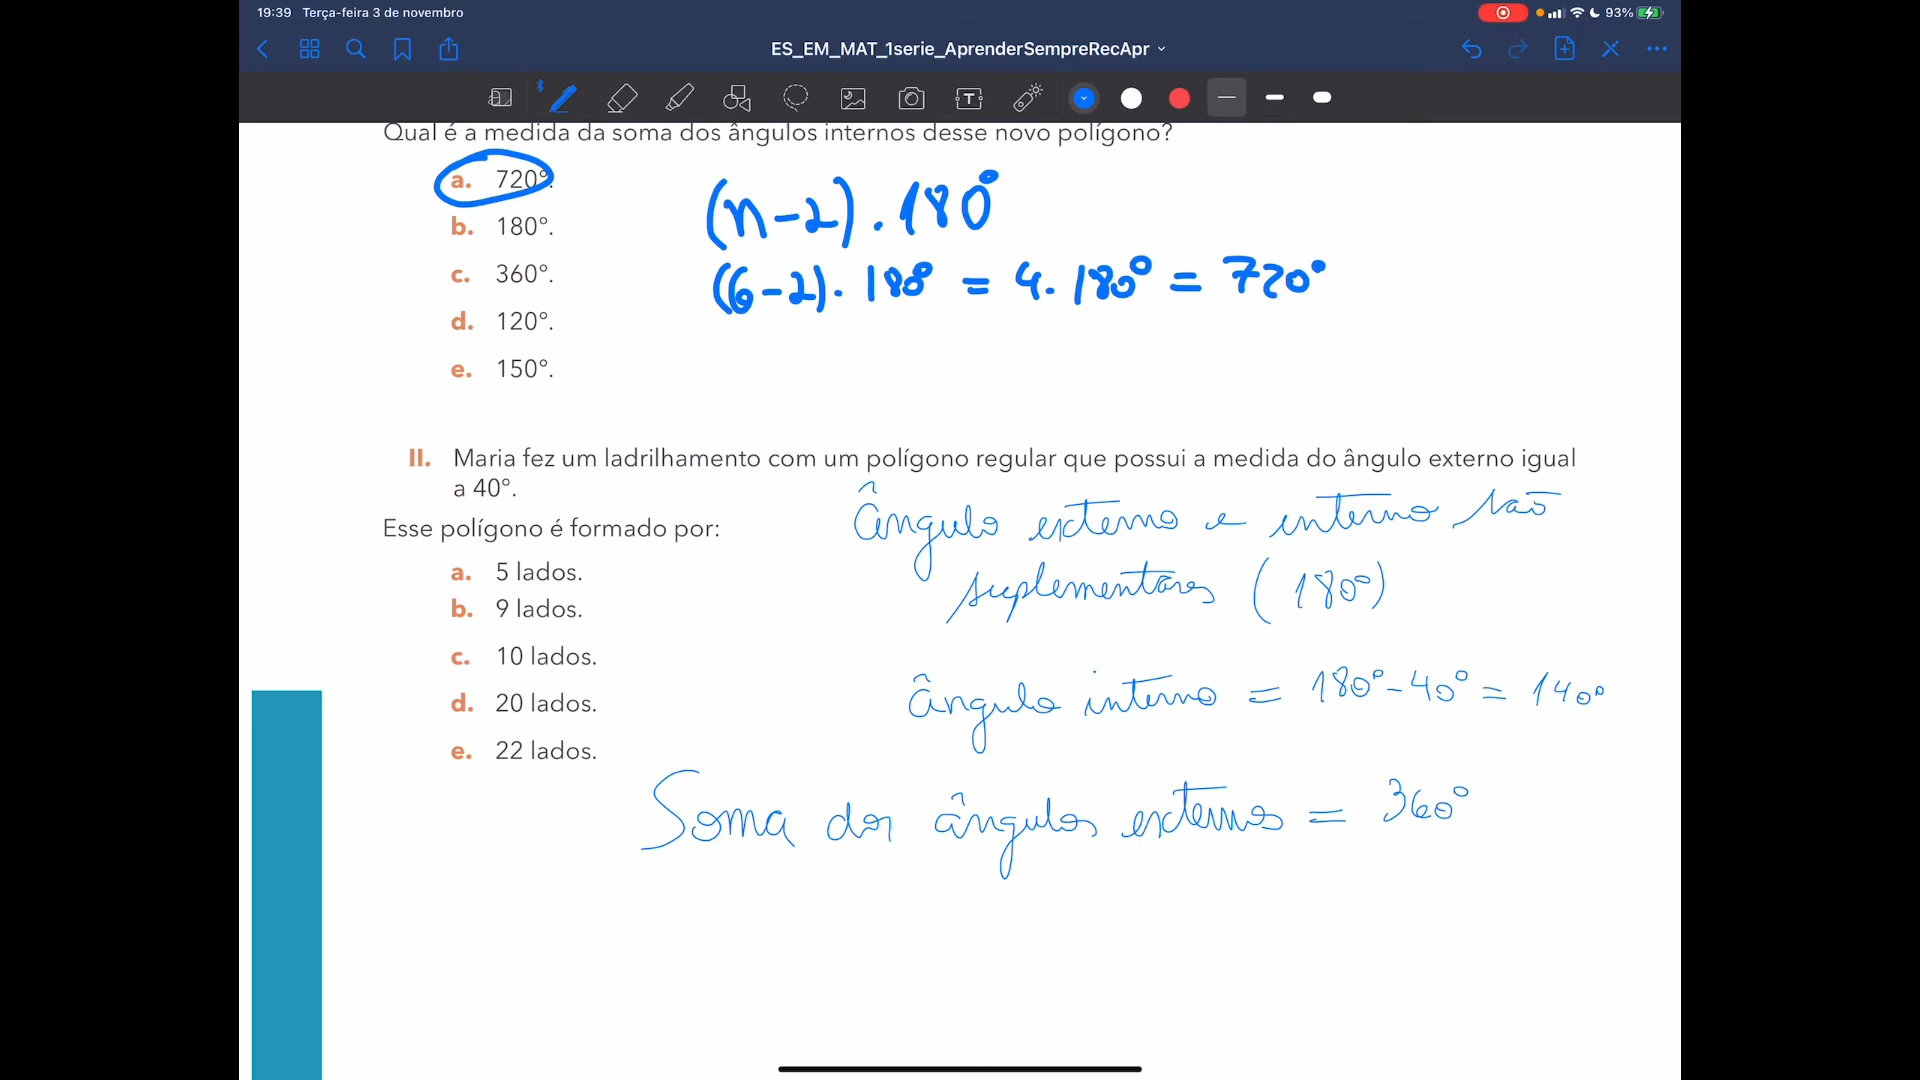 19:39 Terça-feira 3 de novembro
93%
ES_EM_MAT_1serie_AprenderSempreRecApr
Qual é a medida da soma dos ângulos internos desse novo polígono?
a. 720°.
b. 180°.
c. 360°.
d. 120°.
e. 150°.
(n-2).180°
(6-2).180° = 4.180° = 720°
II. Maria fez um ladrilhamento com um polígono regular que possui a medida do ângulo externo igual
a 40°.
Esse polígono é formado por:
a. 5 lados.
b. 9 lados.
c. 10 lados.
d. 20 lados.
e. 22 lados.
Ângulo externo e interno são
suplementares (180°)
ângulo interno = 180°-40° = 140°
Soma dos ângulos externos = 360°